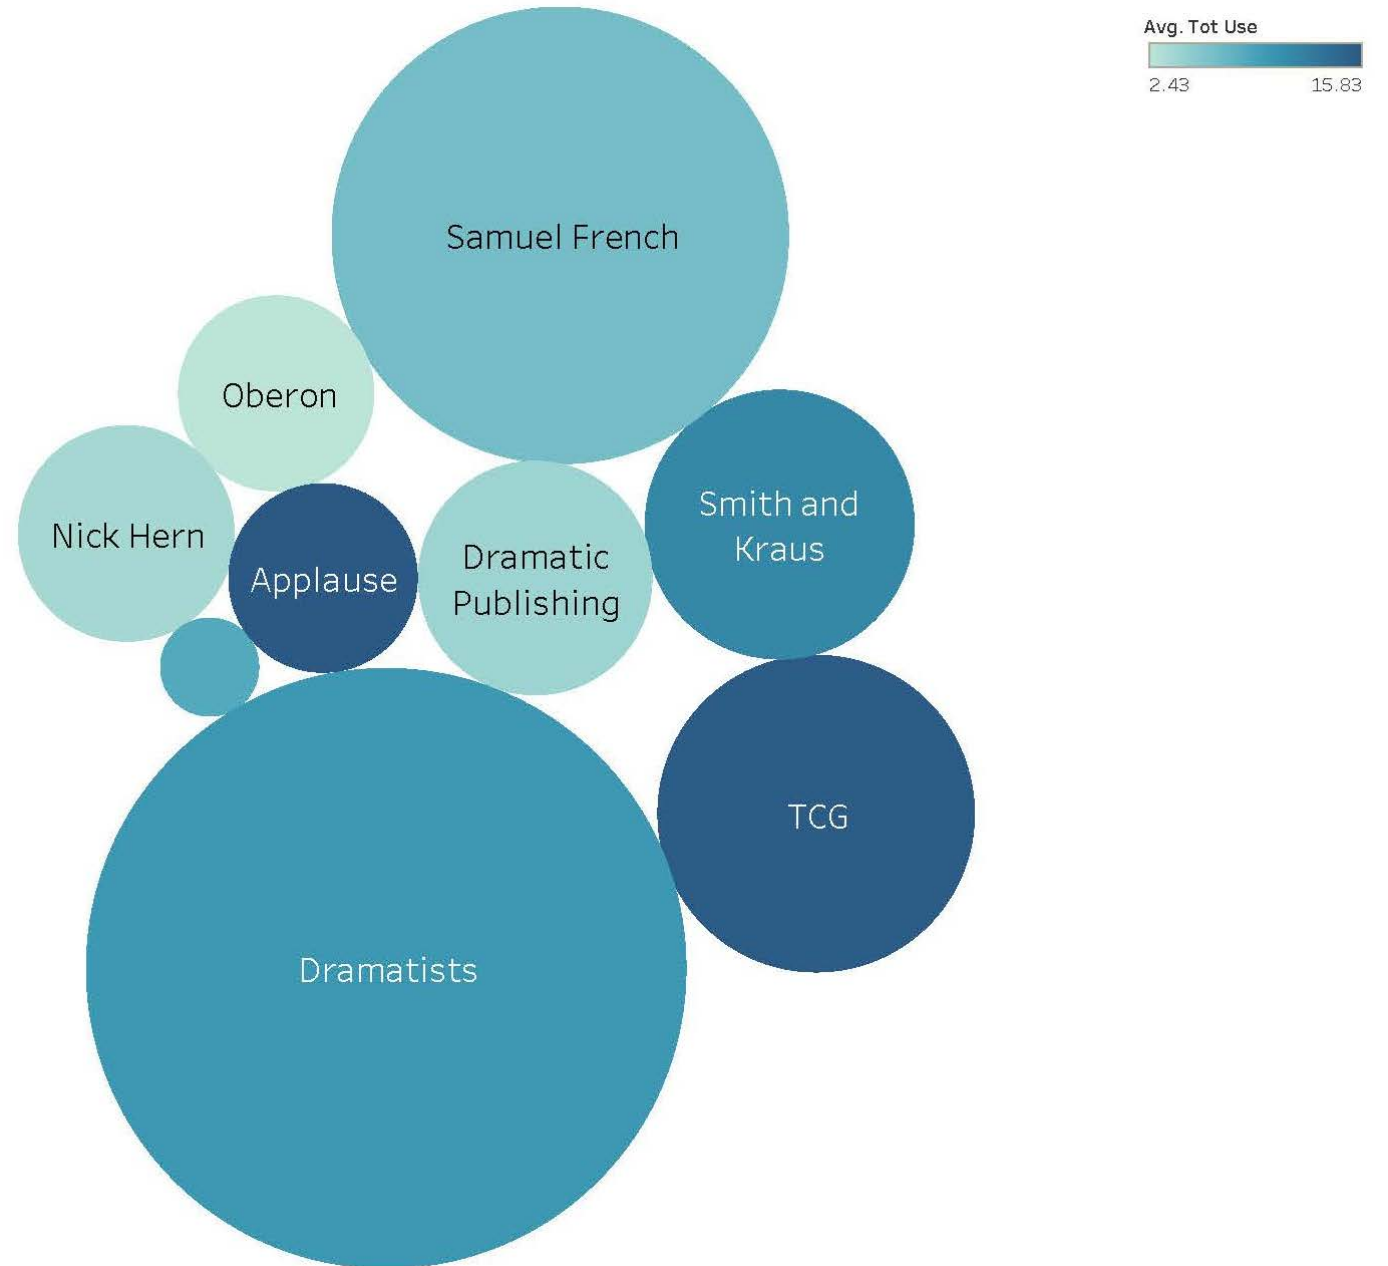 Avg. Tot Use
2.43 15.83
Samuel French
Oberon
Nick Hern
Applause
Dramatic
Publishing
Smith and
Kraus
TCG
Dramatists